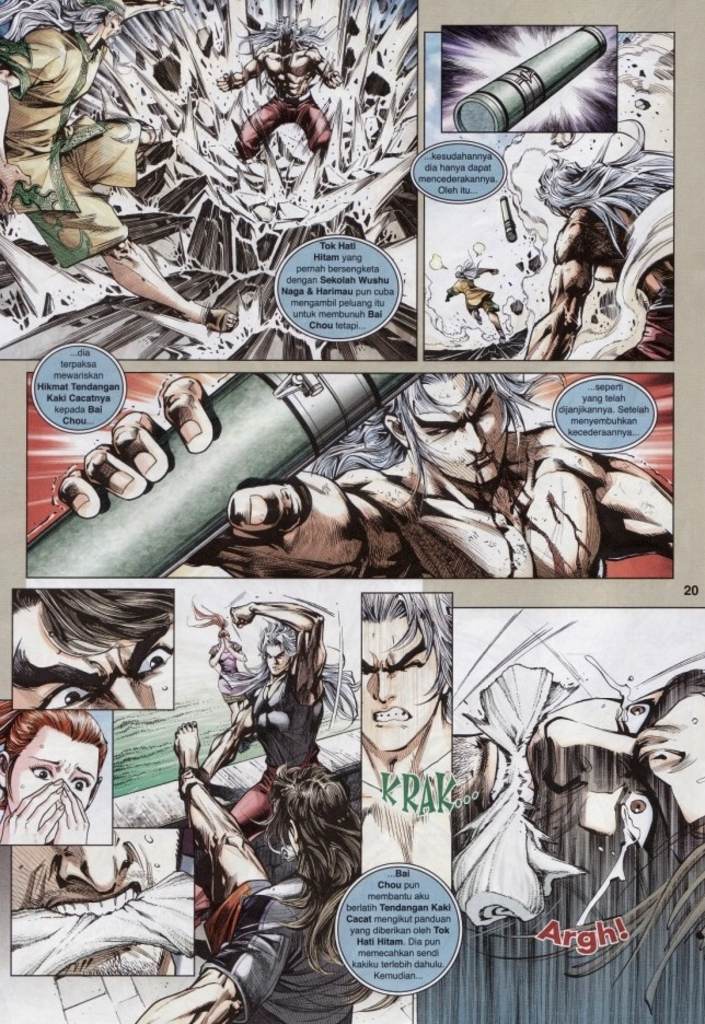 Tok Hati
Hitam yang
pernah bersengketa
dengan Sekolah Wushu
Naga & Harimau pun cuba
mengambil peluang itu
untuk membunuh Bai
Chou tetapi...
...kesudahannya
dia hanya dapat
mencederakannya.
Oleh itu...
...dia
terpaksa
mewariskan
Hikmat Tendangan
Kaki Cacatnya
kepada Bai
Chou...
...seperti
yang telah
dijanjikannya. Setelah
menyembuhkan
kecederaannya...
20
KRAK...
...Bai
Chou pun
membantu aku
berlatih Tendangan Kaki
Cacat mengikut panduan
yang diberikan oleh Tok
Hati Hitam. Dia pun
memecahkan sendi
kakiku terlebih dahulu.
Kemudian...
Argh!